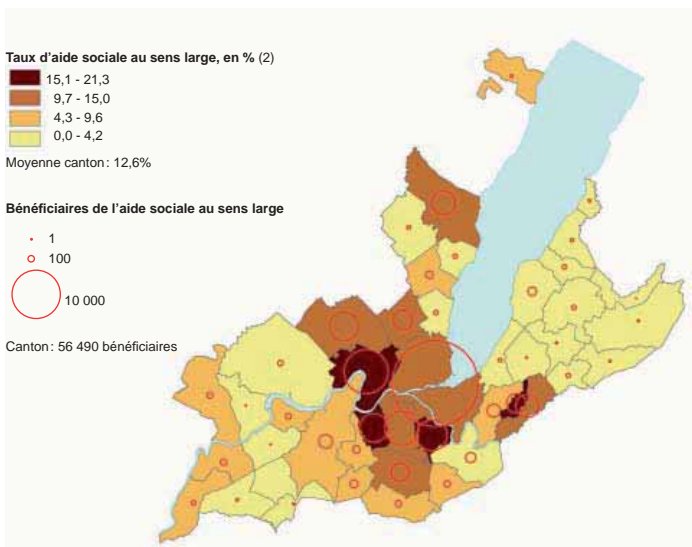 Taux d'aide sociale au sens large, en % (2)
15,1 - 21,3
9,7 - 15,0
4,3 - 9,6
0,0 - 4,2
Moyenne canton : 12,6%
Bénéficiaires de l'aide sociale au sens large
1
100
10 000
Canton : 56 490 bénéficiaires